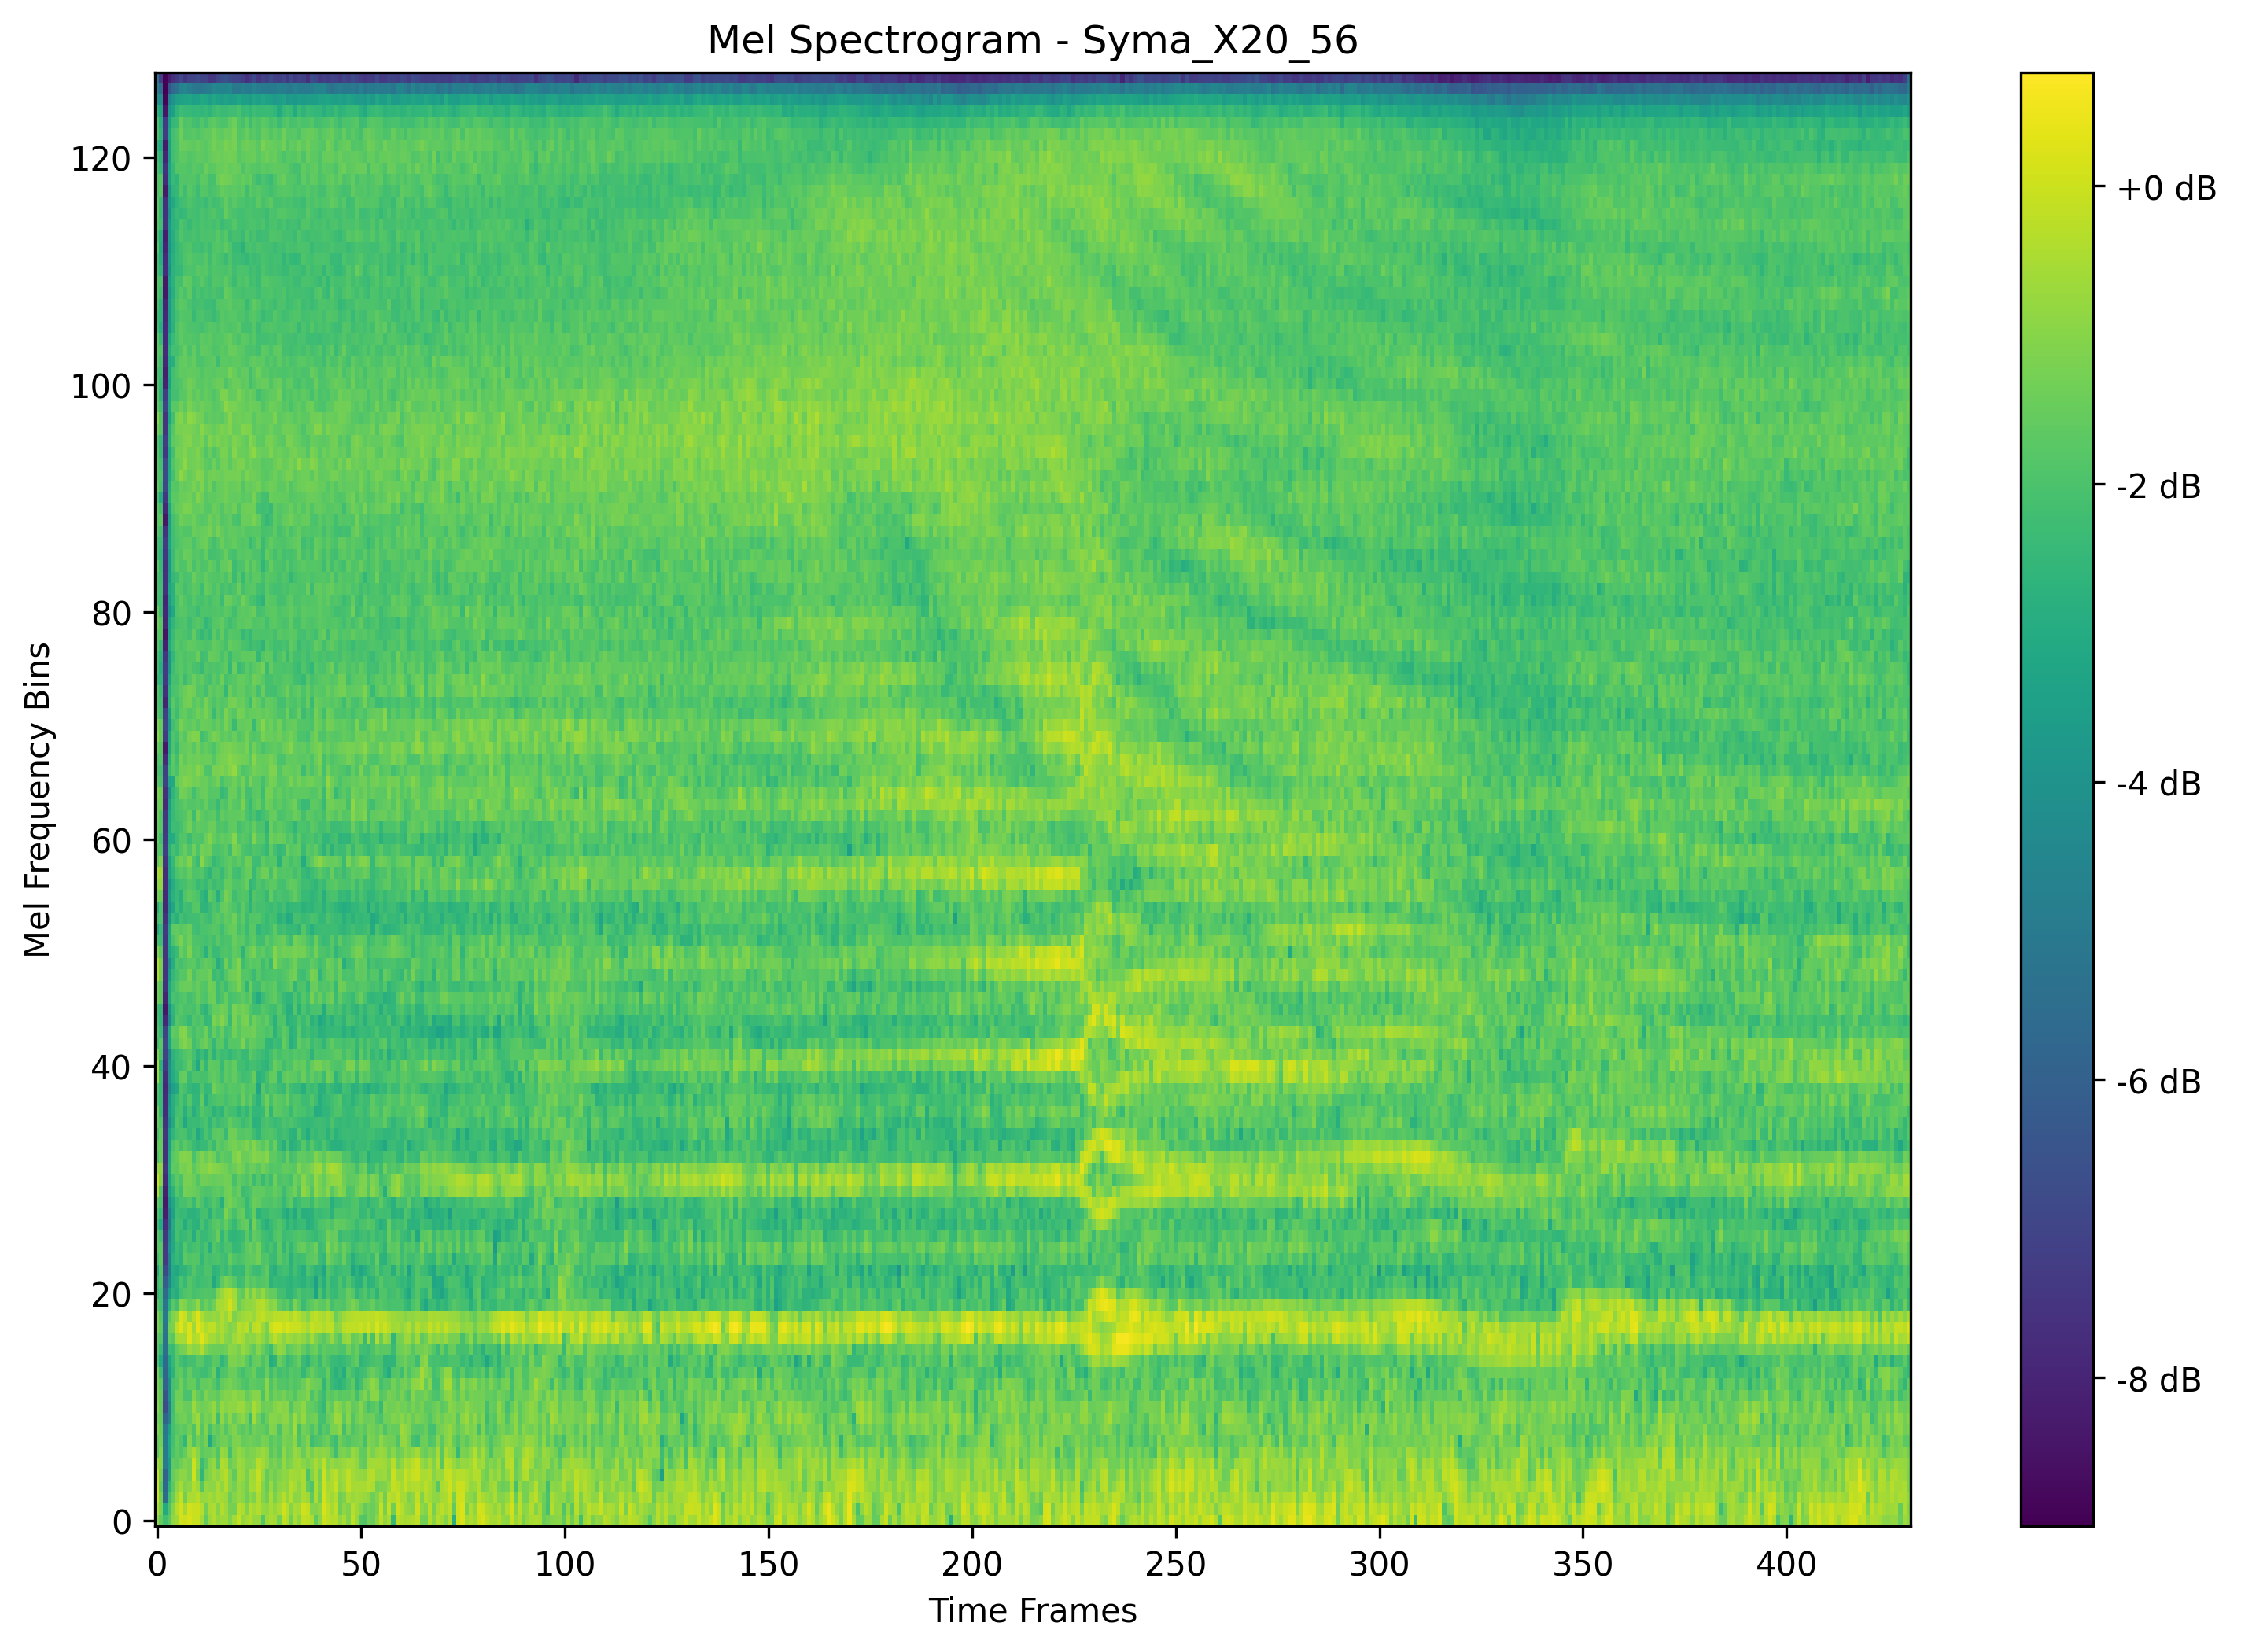 Mel Spectrogram - Syma_X20_56
Mel Frequency Bins
120
100
80
60
40
20
0
0 50 100 150 200 250 300 350 400
Time Frames
+0 dB
-2 dB
-4 dB
-6 dB
-8 dB